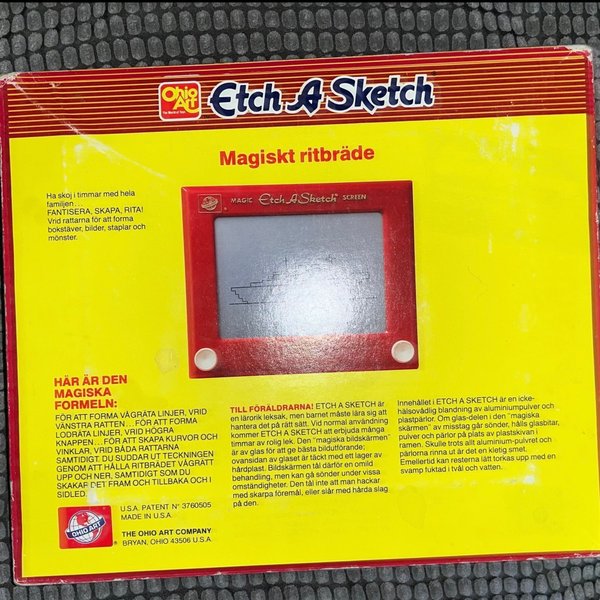 Ohio Art
The World of Toys
Etch A Sketch
Magiskt ritbräde
Ha skoj i timmar med hela
familjen...
FANTISERA, SKAPA, RITA!
Vrid rattarna för att forma
bokstäver, bilder, staplar och
mönster.
MAGIC Etch A Sketch® SCREEN
HÄR ÄR DEN
MAGISKA
FORMELN:
FÖR ATT FORMA VÅGRÄTA LINJER, VRID
VÄNSTRA RATTEN...FÖR ATT FORMA
LODRÄTA LINJER, VRID HÖGRA
KNAPPEN...FÖR ATT SKAPA KURVOR OCH
VINKLAR, VRID BÅDA RATTARNA
SAMTIDIGT. DU SUDDAR UT TECKNINGEN
GENOM ATT HÅLLA RITBRÄDET VÅGRÄTT
UPP OCH NER. SAMTIDIGT SOM DU
SKAKAR DET FRAM OCH TILLBAKA OCH I
SIDLED.
TILL FÖRÄLDRARNA! ETCH A SKETCH är
en lärorik leksak, men barnet måste lära sig att
hantera det på rätt sätt. Vid normal användning
kommer ETCH A SKETCH att erbjuda många
timmar av rolig lek. Den "magiska bildskärmen"
är av glas för att ge bästa bildutförande;
ovansidan av glaset är täckt med ett lager av
hårdplast. Bildskärmen tål därför en omild
behandling, men kan gå sönder under vissa
omständigheter. Den tål inte att man hackar
med skarpa föremål, eller slår med hårda slag
på den.
Innehållet i ETCH A SKETCH är en icke-
hälsovådlig blandning av aluminiumpulver och
plastpärlor. Om glas-delen i den "magiska
skärmen" av misstag går sönder, hålls glasbitar,
pulver och pärlor på plats av plastskivan i
ramen. Skulle trots allt aluminium-pulvret och
pärlorna rinna ut är det en kletig smet.
Emellertid kan resterna lätt torkas upp med en
svamp fuktad i tvål och vatten.
U.S.A. PATENT N° 3760505
MADE IN U.S.A.
OHIO ART
®
THE OHIO ART COMPANY
BRYAN, OHIO 43506 U.S.A